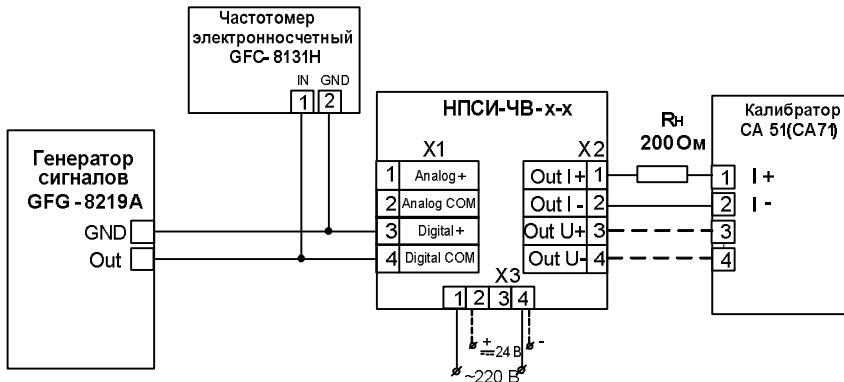 Частотомер
электронносчетный
GFC- 8131H
IN GND
1 2
Генератор
сигналов
GFG - 8219A
GND
Out
НПСИ-ЧВ-х-х
X1
1 Analog +
2 Analog COM
3 Digital +
4 Digital COM
X2
Out I+ 1
Out I - 2
Out U+ 3
Out U- 4
X3
1 2 3 4
+ -
24 В
~220 В
Rн
200 Ом
Калибратор
СА 51(СА71)
1 I +
2 I -
3
4